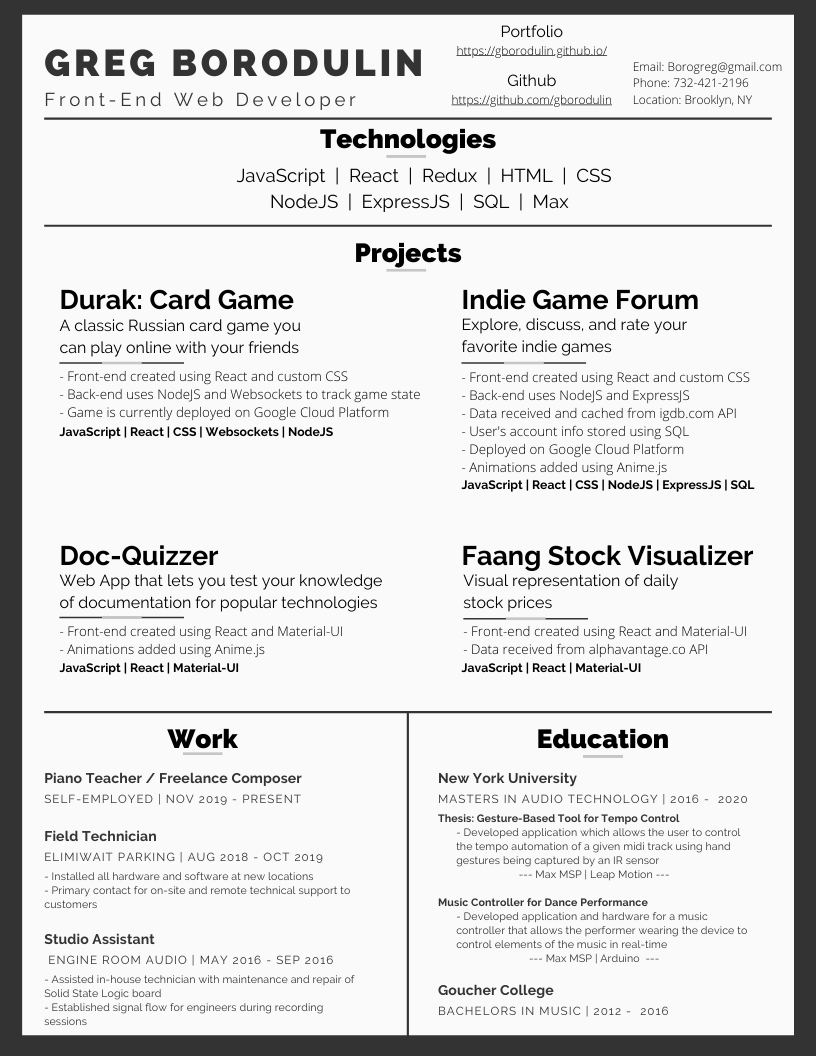 GREG BORODULIN
Front-End Web Developer
Portfolio
https://gborodulin.github.io/
Github
https://github.com/gborodulin
Email: Borogreg@gmail.com
Phone: 732-421-2196
Location: Brooklyn, NY
Technologies
JavaScript | React | Redux | HTML | CSS
NodeJS | ExpressJS | SQL | Max
Projects
Durak: Card Game
A classic Russian card game you
can play online with your friends
- Front-end created using React and custom CSS
- Back-end uses NodeJS and Websockets to track game state
- Game is currently deployed on Google Cloud Platform
JavaScript | React | CSS | Websockets | NodeJS
Indie Game Forum
Explore, discuss, and rate your
favorite indie games
- Front-end created using React and custom CSS
- Back-end uses NodeJS and ExpressJS
- Data received and cached from igdb.com API
- User's account info stored using SQL
- Deployed on Google Cloud Platform
- Animations added using Anime.js
JavaScript | React | CSS | NodeJS | ExpressJS | SQL
Doc-Quizzer
Web App that lets you test your knowledge
of documentation for popular technologies
- Front-end created using React and Material-UI
- Animations added using Anime.js
JavaScript | React | Material-UI
Faang Stock Visualizer
Visual representation of daily
stock prices
- Front-end created using React and Material-UI
- Data received from alphavantage.co API
JavaScript | React | Material-UI
Work
Piano Teacher / Freelance Composer
SELF-EMPLOYED | NOV 2019 - PRESENT
Field Technician
ELIMIWAIT PARKING | AUG 2018 - OCT 2019
- Installed all hardware and software at new locations
- Primary contact for on-site and remote technical support to
customers
Studio Assistant
ENGINE ROOM AUDIO | MAY 2016 - SEP 2016
- Assisted in-house technician with maintenance and repair of
Solid State Logic board
- Established signal flow for engineers during recording
sessions
Education
New York University
MASTERS IN AUDIO TECHNOLOGY | 2016 - 2020
Thesis: Gesture-Based Tool for Tempo Control
- Developed application which allows the user to control
the tempo automation of a given midi track using hand
gestures being captured by an IR sensor
--- Max MSP | Leap Motion ---
Music Controller for Dance Performance
- Developed application and hardware for a music
controller that allows the performer wearing the device to
control elements of the music in real-time
--- Max MSP | Arduino ---
Goucher College
BACHELORS IN MUSIC | 2012 - 2016